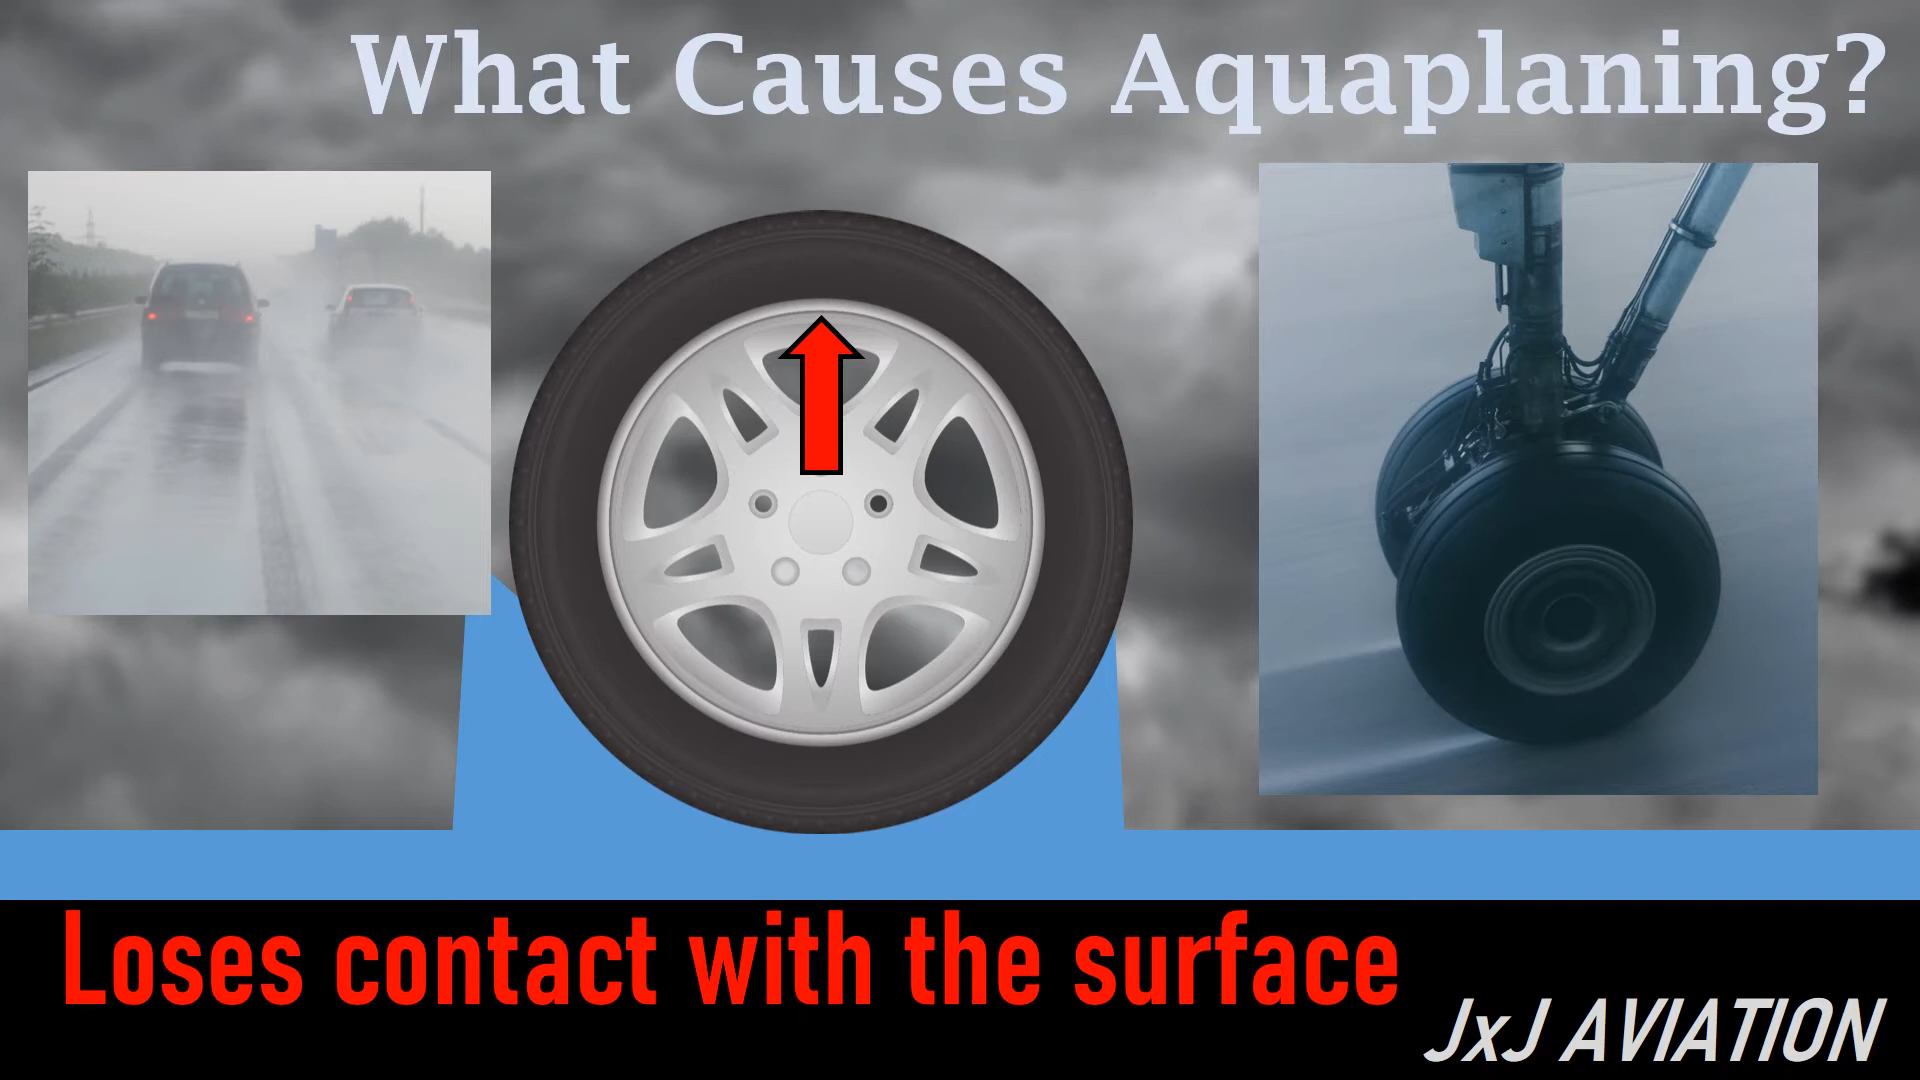 What Causes Aquaplaning?
Loses contact with the surface
JxJ AVIATION